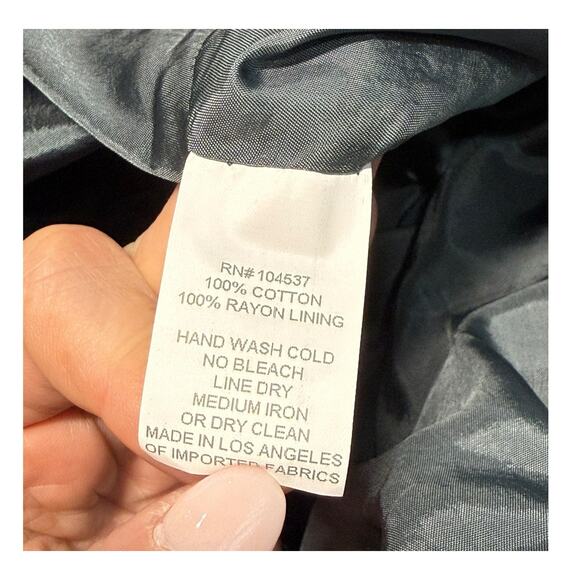 RN#104537
100% COTTON
100% RAYON LINING
HAND WASH COLD
NO BLEACH
LINE DRY
MEDIUM IRON
OR DRY CLEAN
MADE IN LOS ANGELES
OF IMPORTED FABRICS